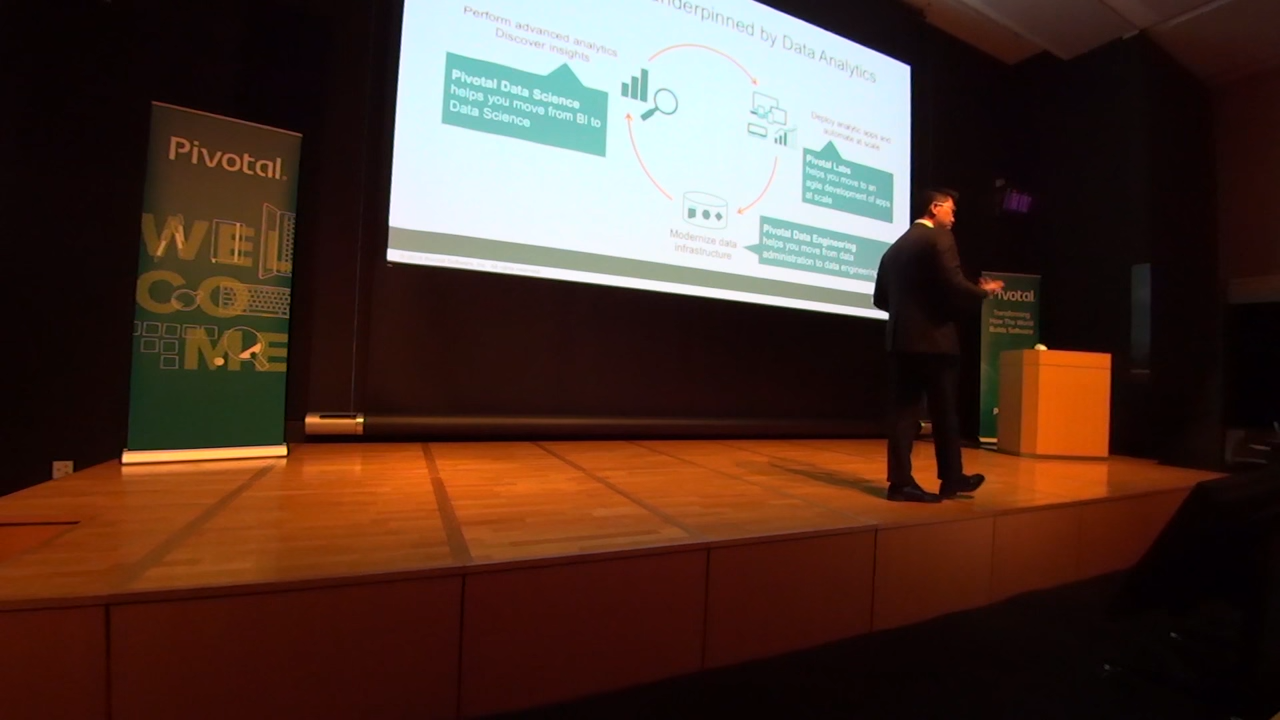 underpinned by Data Analytics
Perform advanced analytics
Discover insights
Pivotal Data Science
helps you move from BI to
Data Science
Deploy analytic apps and
automate at scale
Pivotal Labs
helps you move to an
agile development of apps
at scale
Modernize data
infrastructure
Pivotal Data Engineering
helps you move from data
administration to data engineering
Pivotal
WEL
CO
ME
Pivotal
Transforming
How The World
Builds Software